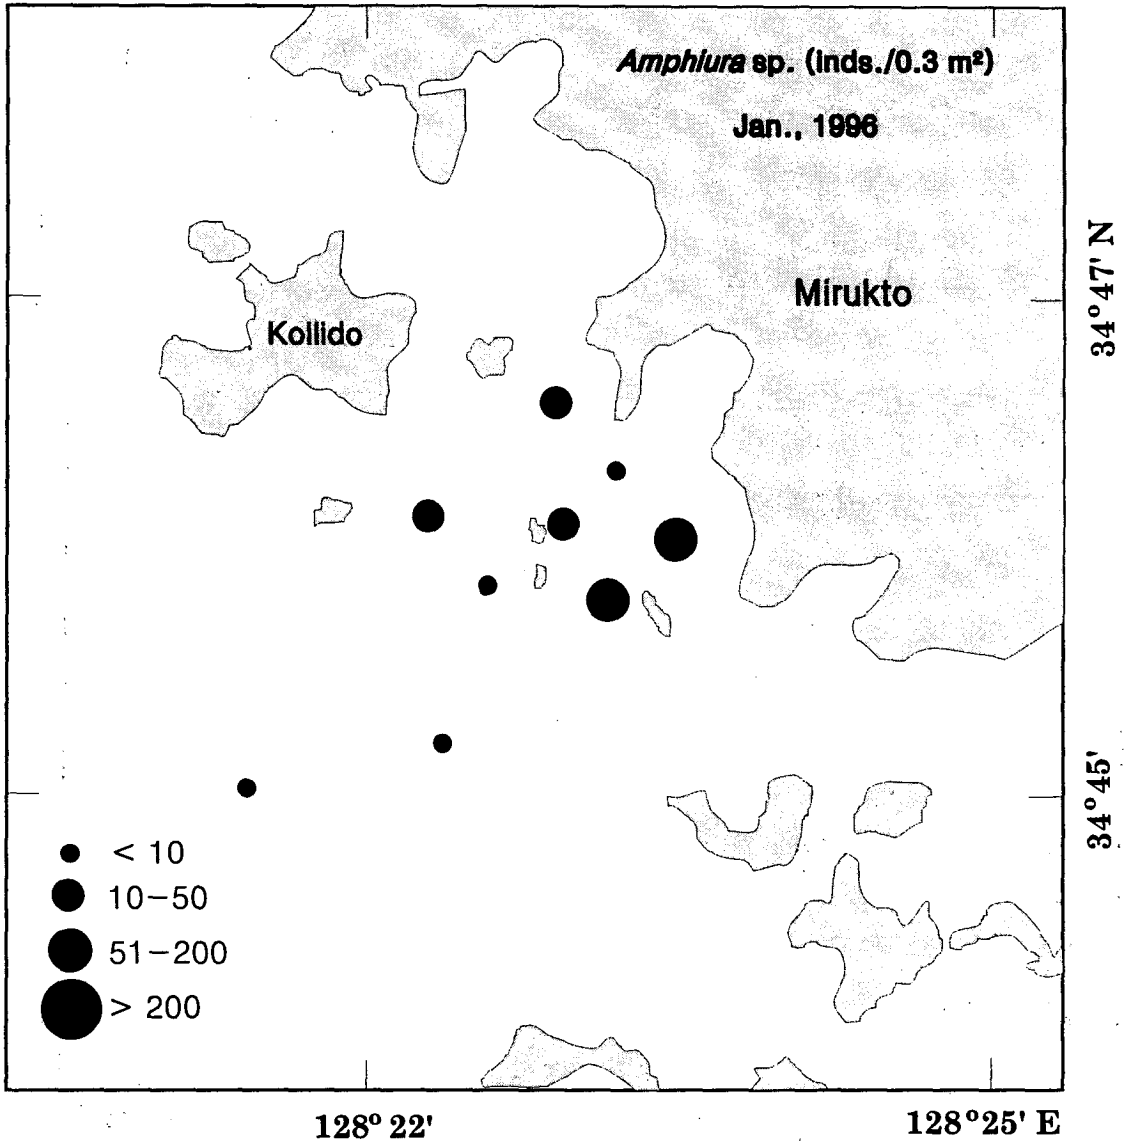 Amphiura sp. (inds./0.3 m²)
Jan., 1996
34°47' N
Mirukto
Kollido
34°45'
< 10
10–50
51–200
> 200
128° 22'
128°25' E